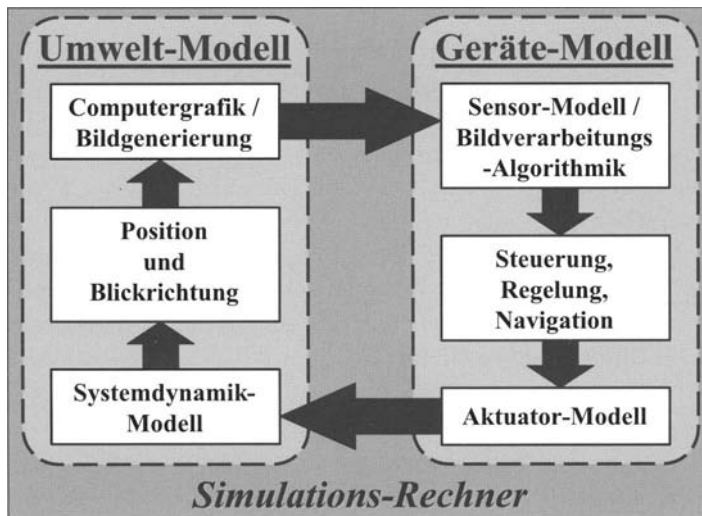 Umwelt-Modell
Computergrafik /
Bildgenerierung
Position
und
Blickrichtung
Systemdynamik-
Modell
Geräte-Modell
Sensor-Modell /
Bildverarbeitungs
-Algorithmik
Steuerung,
Regelung,
Navigation
Aktuator-Modell
Simulations-Rechner